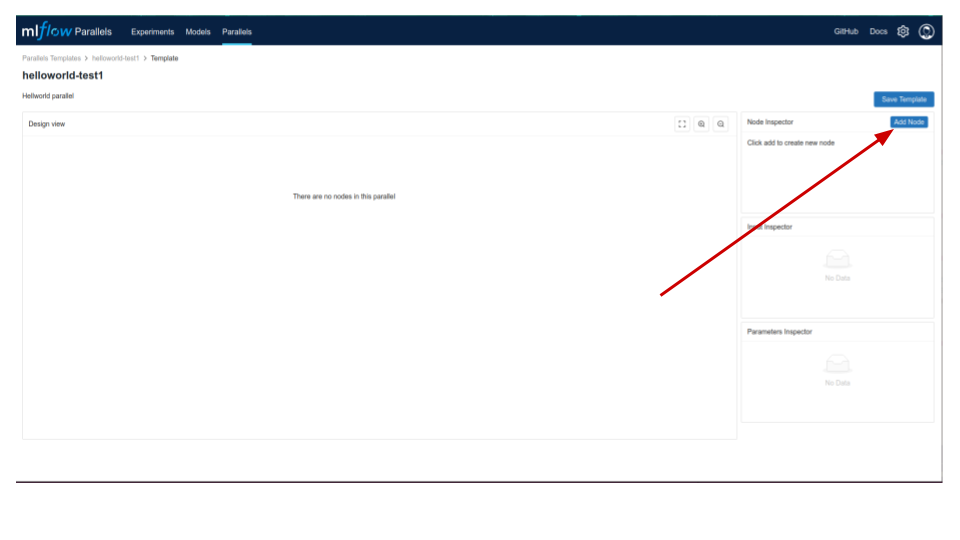 mlflow Parallels Experiments Models Parallels GitHub Docs
Parallels Templates > helloworld-test1 > Template
helloworld-test1
Hellworld parallel
Save Template
Design view
Node Inspector Add Node
Click add to create new node
There are no nodes in this parallel
Input Inspector
No Data
Parameters Inspector
No Data